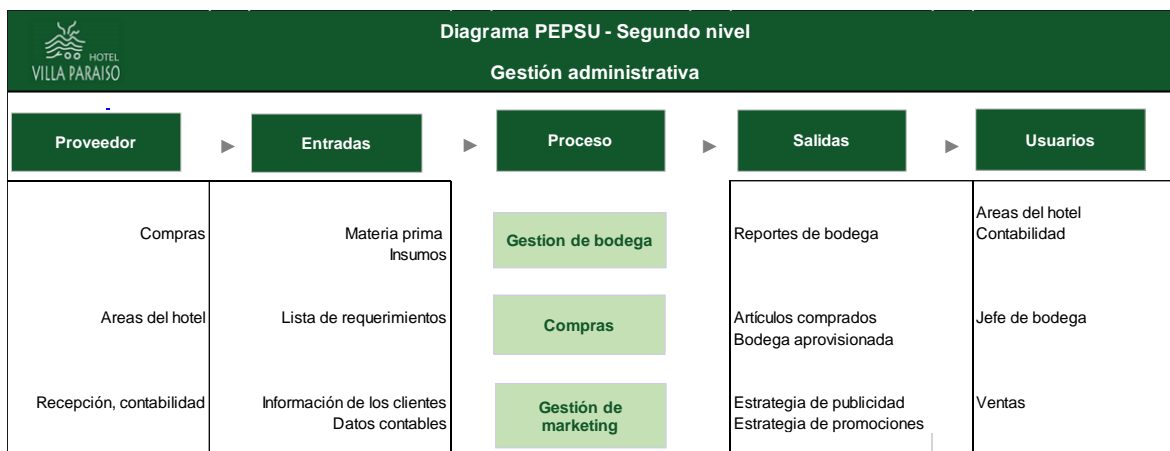 HOTEL
VILLA PARAISO
Diagrama PEPSU - Segundo nivel
Gestión administrativa
Proveedor
Entradas
Proceso
Salidas
Usuarios
Compras
Materia prima
Insumos
Gestion de bodega
Reportes de bodega
Areas del hotel
Contabilidad
Areas del hotel
Lista de requerimientos
Compras
Artículos comprados
Bodega aprovisionada
Jefe de bodega
Recepción, contabilidad
Información de los clientes
Datos contables
Gestión de
marketing
Estrategia de publicidad
Estrategia de promociones
Ventas